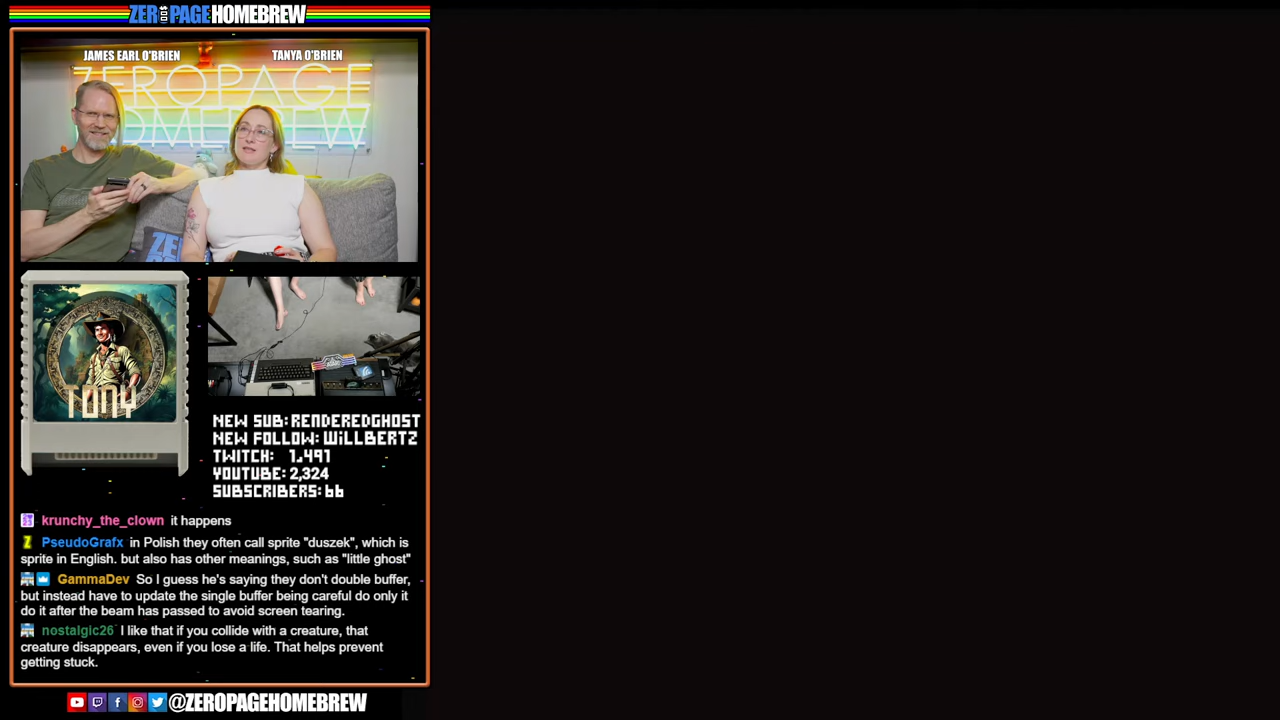 ZEROPAGE HOMEBREW
JAMES EARL O'BRIEN
TANYA O'BRIEN
ZEROPAGE
HOMEBREW
TONY
NEW SUB: RENDEREDGHOST
NEW FOLLOW: WILLBERTZ
TWITCH: 1,491
YOUTUBE: 2,324
SUBSCRIBERS: 66
krunchy_the_clown it happens
PseudoGrafx in Polish they often call sprite "duszek", which is
sprite in English. but also has other meanings, such as "little ghost"
GammaDev So I guess he's saying they don't double buffer,
but instead have to update the single buffer being careful do only it
do it after the beam has passed to avoid screen tearing.
nostalgic26 I like that if you collide with a creature, that
creature disappears, even if you lose a life. That helps prevent
getting stuck.
@ZEROPAGEHOMEBREW